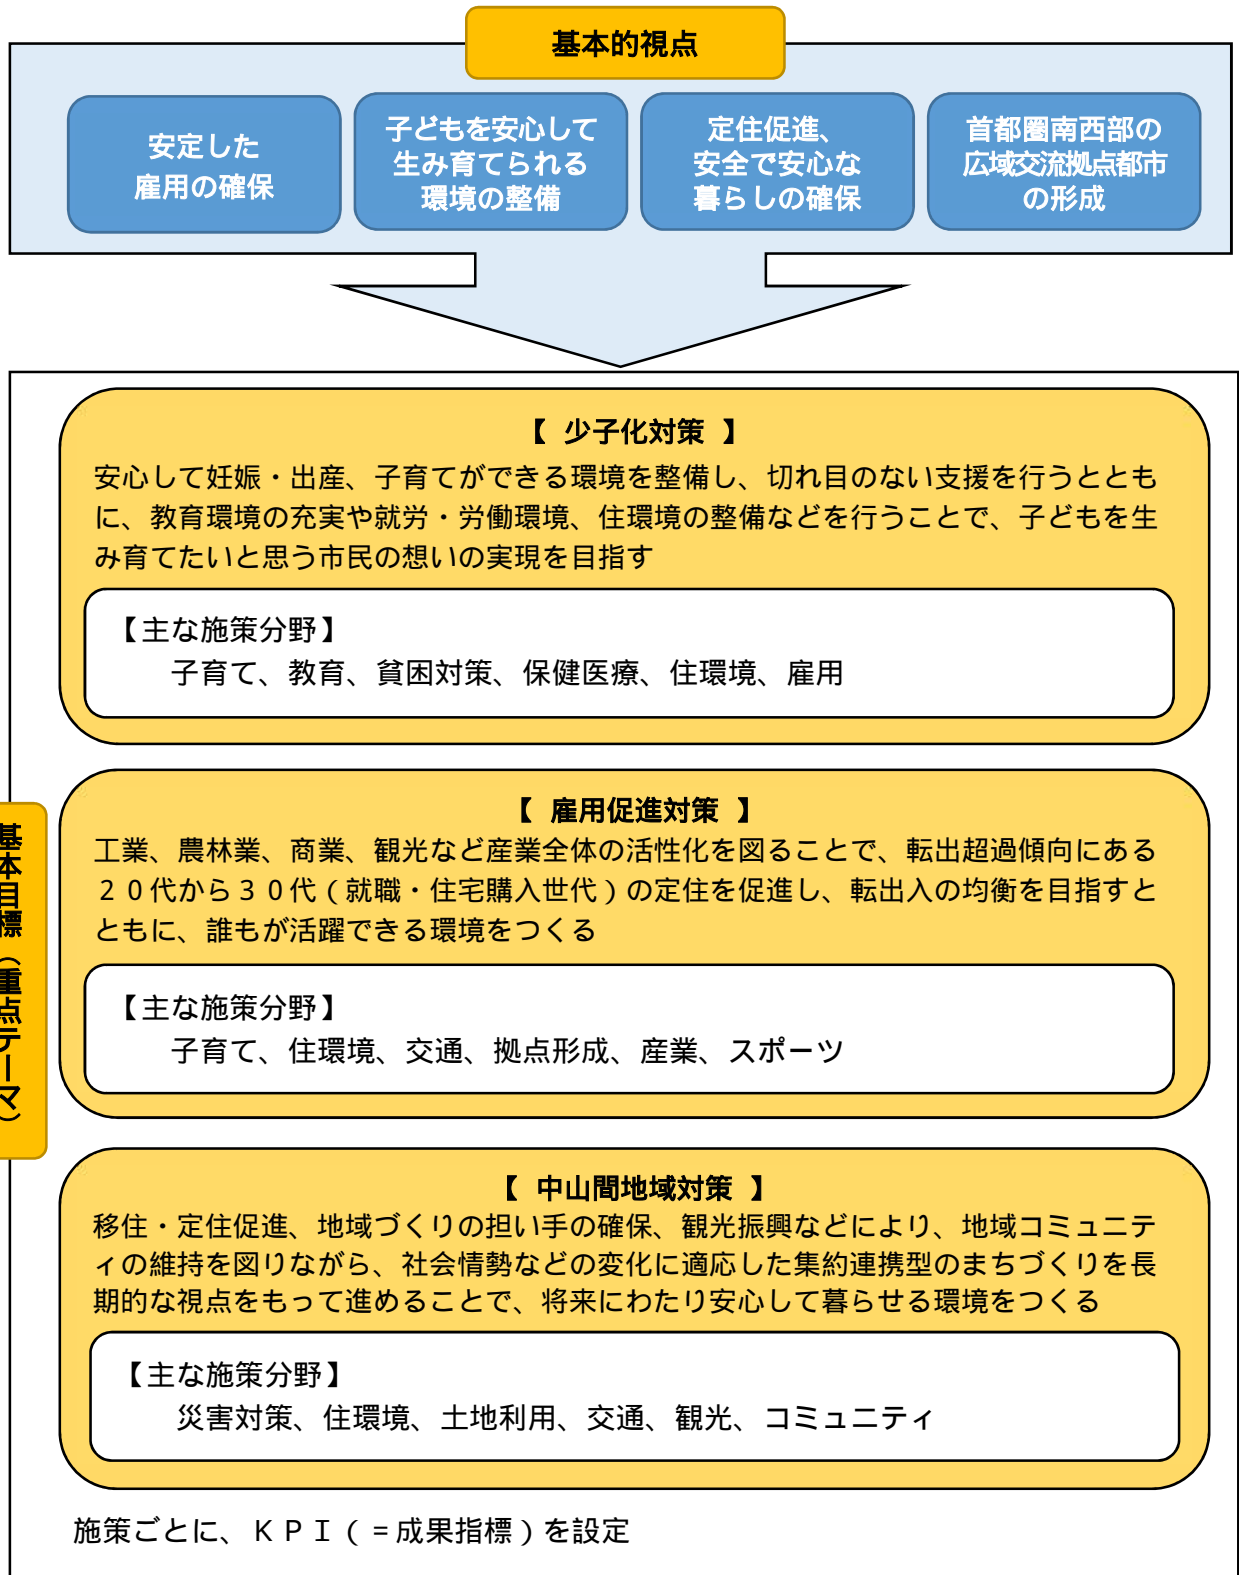 基本的視点
安定した
雇用の確保
子どもを安心して
生み育てられる
環境の整備
定住促進、
安全で安心な
暮らしの確保
首都圏南西部の
広域交流拠点都市
の形成
【 少子化対策 】
安心して妊娠・出産、子育てができる環境を整備し、切れ目のない支援を行うととも
に、教育環境の充実や就労・労働環境、住環境の整備などを行うことで、子どもを生
み育てたいと思う市民の想いの実現を目指す
【主な施策分野】
子育て、教育、貧困対策、保健医療、住環境、雇用
基本目標（重点テーマ）
【 雇用促進対策 】
工業、農林業、商業、観光など産業全体の活性化を図ることで、転出超過傾向にある
２０代から３０代（就職・住宅購入世代）の定住を促進し、転出入の均衡を目指すと
ともに、誰もが活躍できる環境をつくる
【主な施策分野】
子育て、住環境、交通、拠点形成、産業、スポーツ
【 中山間地域対策 】
移住・定住促進、地域づくりの担い手の確保、観光振興などにより、地域コミュニテ
ィの維持を図りながら、社会情勢などの変化に適応した集約連携型のまちづくりを長
期的な視点をもって進めることで、将来にわたり安心して暮らせる環境をつくる
【主な施策分野】
災害対策、住環境、土地利用、交通、観光、コミュニティ
施策ごとに、ＫＰＩ（＝成果指標）を設定